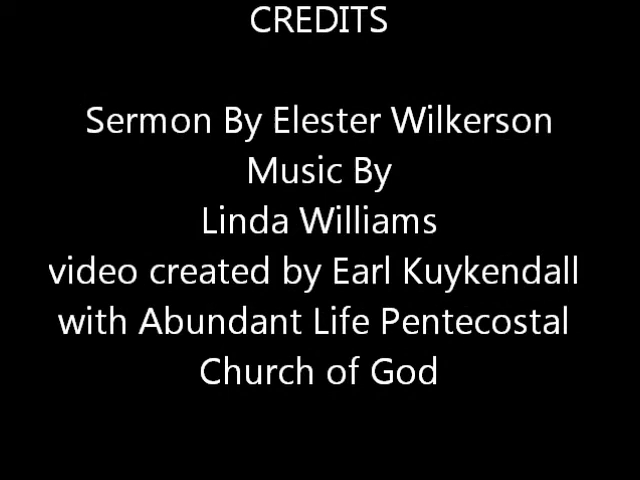 CREDITS
Sermon By Elester Wilkerson
Music By
Linda Williams
video created by Earl Kuykendall
with Abundant Life Pentecostal
Church of God